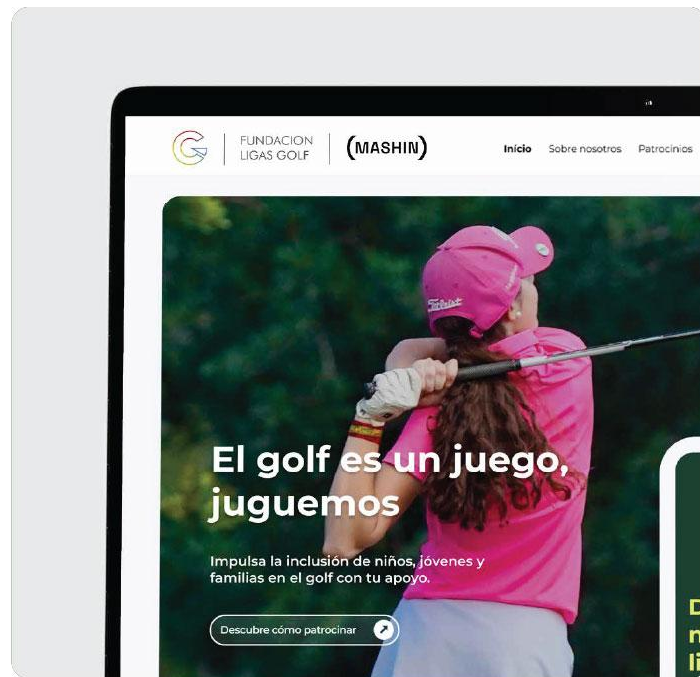 FUNDACION
LIGAS GOLF
(MASHIN)
Início
Sobre nosotros
Patrocinios
Titleist
El golf es un juego,
juguemos
Impulsa la inclusión de niños, jóvenes y
familias en el golf con tu apoyo.
Descubre cómo patrocinar